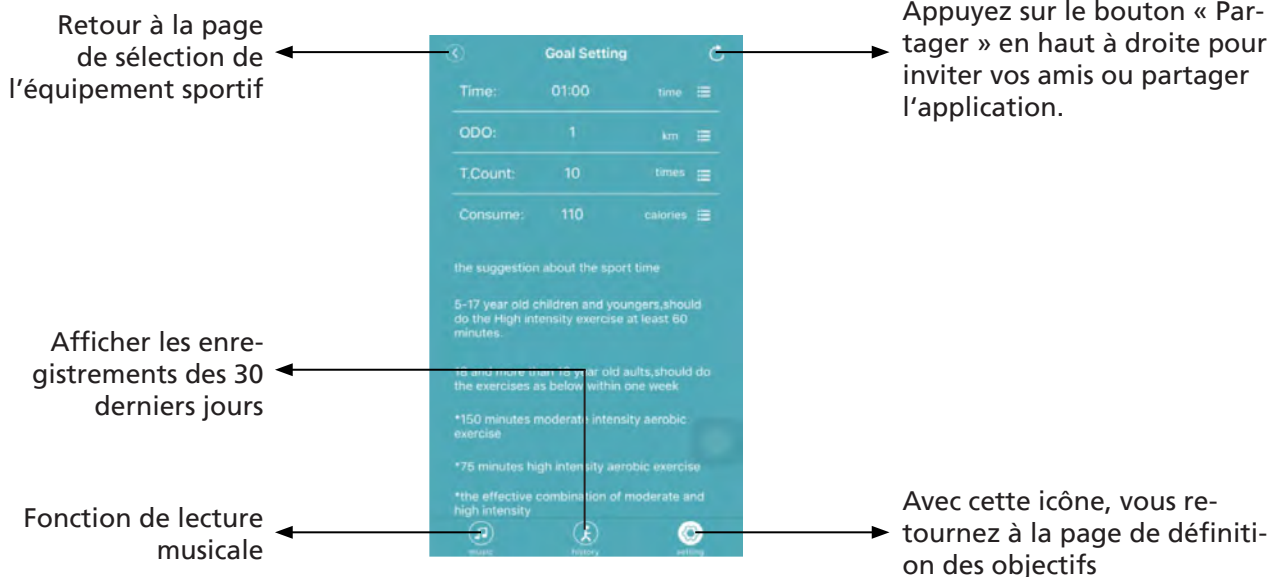 Retour à la page
de sélection de
l’équipement sportif
Appuyez sur le bouton « Par-
tager » en haut à droite pour
inviter vos amis ou partager
l‘application.
Goal Setting
Time: 01:00 time
ODO: 1 km
T.Count: 10 times
Consume: 110 calories
the suggestion about the sport time
5-17 year old children and youngers,should
do the High intensity exercise at least 60
minutes.
18 and more than 18 year old aults,should do
the exercises as below within one week
*150 minutes moderate intensity aerobic
exercise
*75 minutes high intensity aerobic exercise
*the effective combination of moderate and
high intensity
music history setting
Afficher les enre-
gistrements des 30
derniers jours
Fonction de lecture
musicale
Avec cette icône, vous re-
tournez à la page de définiti-
on des objectifs